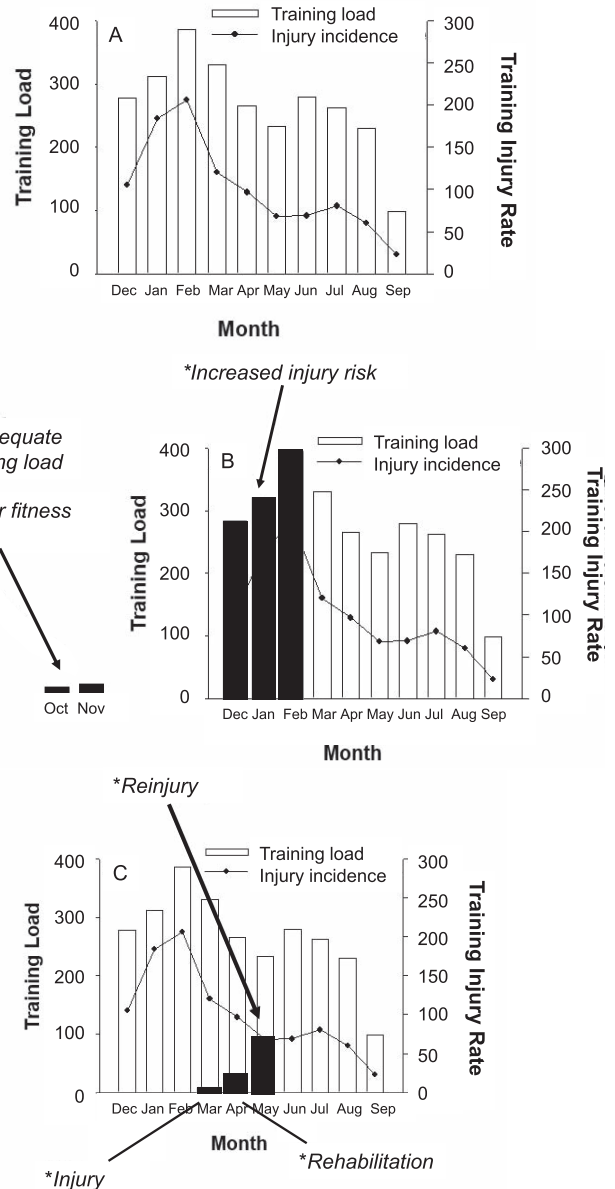 Training load
Injury incidence
A
400
300
200
100
0
Training Load
300
250
200
150
100
50
0
Training Injury Rate
Dec Jan Feb Mar Apr May Jun Jul Aug Sep
Month
*Increased injury risk
ng load
fitness
Oct Nov
B
Training load
Injury incidence
400
300
200
100
0
Training Load
300
250
200
150
100
50
0
Training Injury Rate
Dec Jan Feb Mar Apr May Jun Jul Aug Sep
Month
*Reinjury
C
Training load
Injury incidence
400
300
200
100
0
Training Load
300
250
200
150
100
50
0
Training Injury Rate
Dec Jan Feb Mar Apr May Jun Jul Aug Sep
Month
*Injury
*Rehabilitation